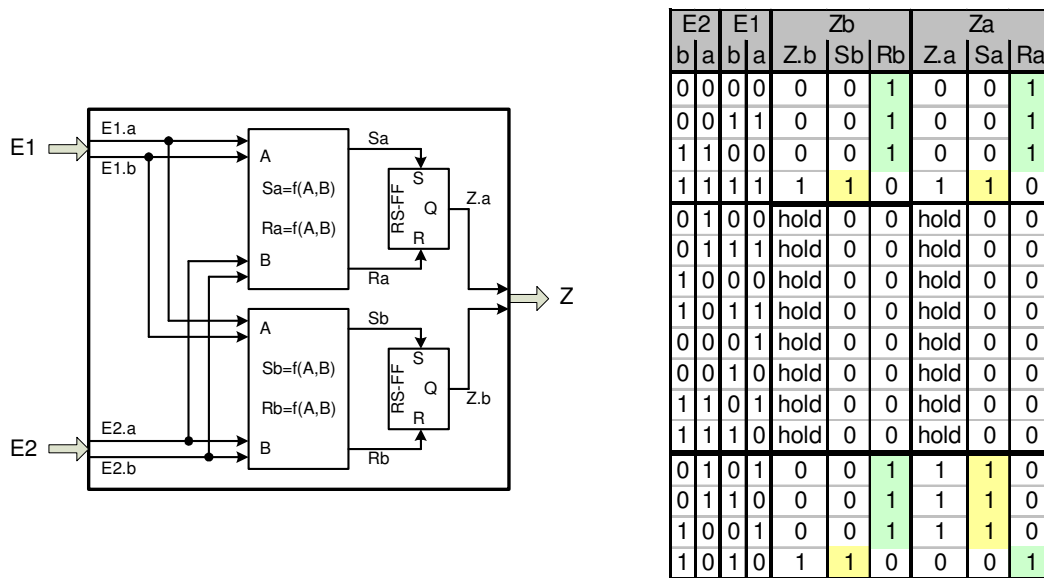 E1
E1.a
E1.b
A
Sa=f(A,B)
Ra=f(A,B)
B
Sa
Ra
S
RS-FF
Q
R
Z.a
Z
A
Sb=f(A,B)
Rb=f(A,B)
B
Sb
Rb
S
RS-FF
Q
R
Z.b
E2
E2.a
E2.b
E2 E1 Zb Za
b a b a Z.b Sb Rb Z.a Sa Ra
0 0 0 0 0 0 1 0 0 1
0 0 1 1 0 0 1 0 0 1
1 1 0 0 0 0 1 0 0 1
1 1 1 1 1 1 0 1 1 0
0 1 0 0 hold 0 0 hold 0 0
0 1 1 1 hold 0 0 hold 0 0
1 0 0 0 hold 0 0 hold 0 0
1 0 1 1 hold 0 0 hold 0 0
0 0 0 1 hold 0 0 hold 0 0
0 0 1 0 hold 0 0 hold 0 0
1 1 0 1 hold 0 0 hold 0 0
1 1 1 0 hold 0 0 hold 0 0
0 1 0 1 0 0 1 1 1 0
0 1 1 0 0 0 1 1 1 0
1 0 0 1 0 0 1 1 1 0
1 0 1 0 1 1 0 0 0 1